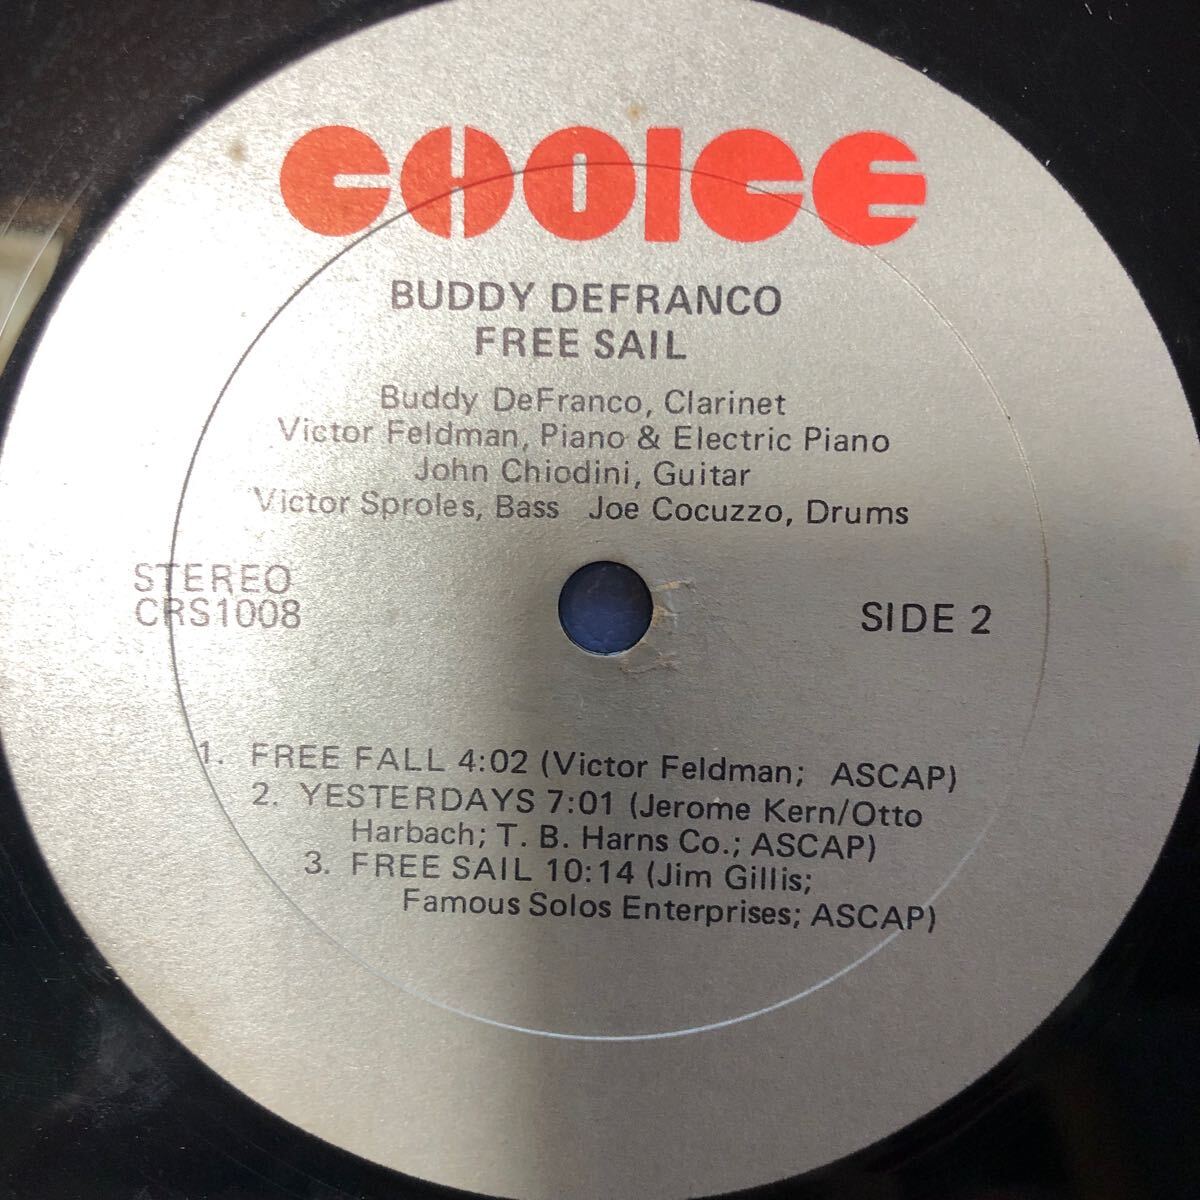 CHOICE
BUDDY DEFRANCO
FREE SAIL
Buddy DeFranco, Clarinet
Victor Feldman, Piano & Electric Piano
John Chiodini, Guitar
Victor Sproles, Bass Joe Cocuzzo, Drums
STEREO
CRS1008
SIDE 2
1. FREE FALL 4:02 (Victor Feldman; ASCAP)
2. YESTERDAYS 7:01 (Jerome Kern/Otto
Harbach; T. B. Harns Co.; ASCAP)
3. FREE SAIL 10:14 (Jim Gillis;
Famous Solos Enterprises; ASCAP)